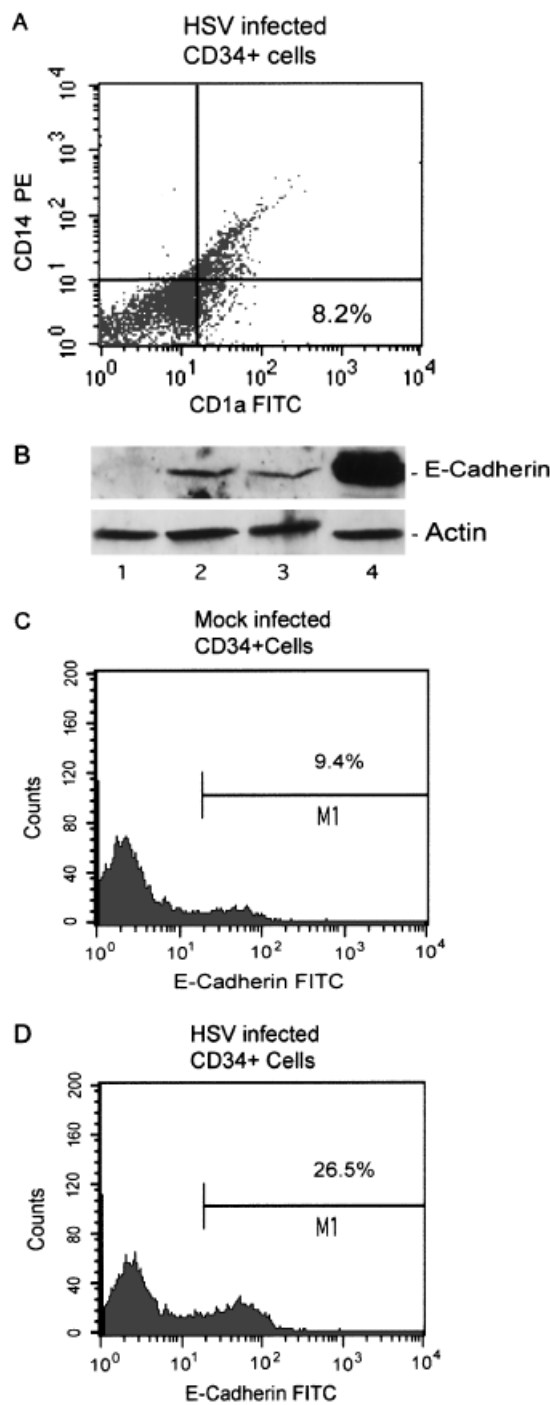 A
HSV infected
CD34+ cells
CD14 PE
10^4
10^3
10^2
10^1
10^0
8.2%
10^0 10^1 10^2 10^3 10^4
CD1a FITC
B
- E-Cadherin
- Actin
1 2 3 4
C
Mock infected
CD34+Cells
Counts
200
160
120
80
40
0
9.4%
M1
10^0 10^1 10^2 10^3 10^4
E-Cadherin FITC
D
HSV infected
CD34+ Cells
Counts
200
160
120
80
40
0
26.5%
M1
10^0 10^1 10^2 10^3 10^4
E-Cadherin FITC